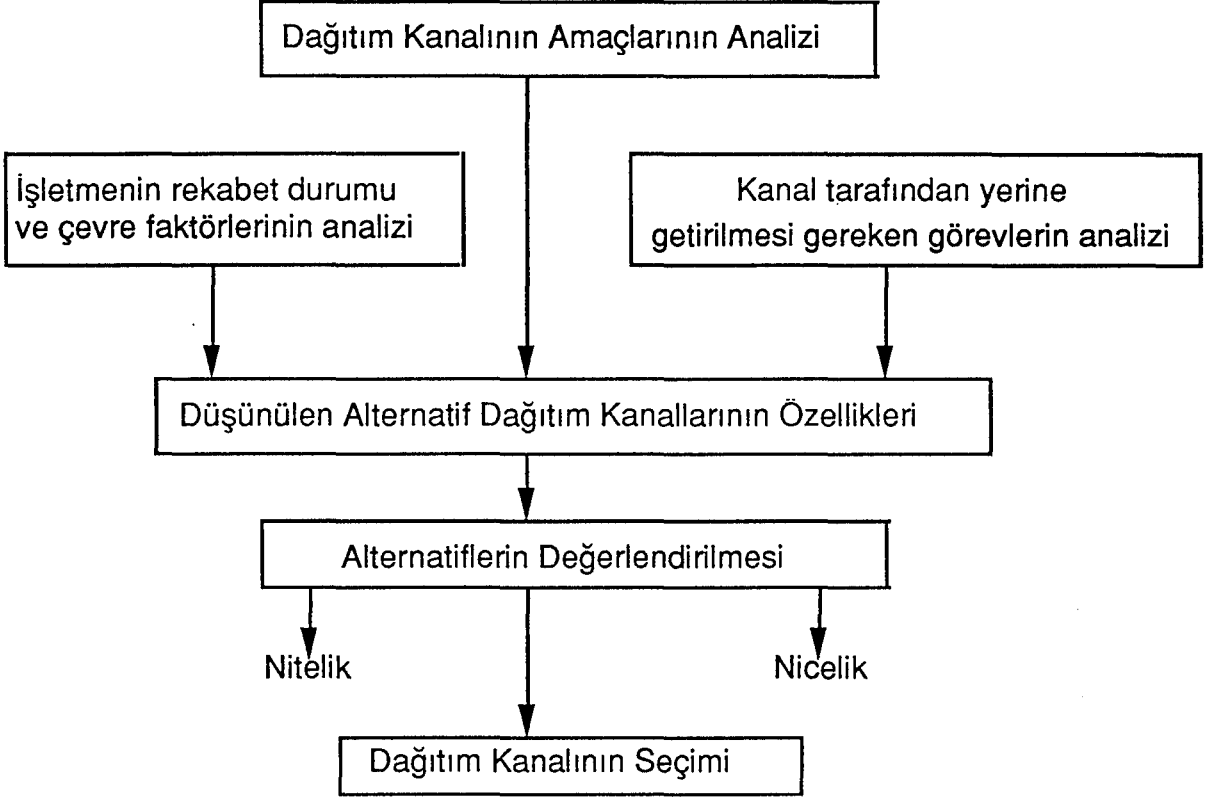 Dağıtım Kanalının Amaçlarının Analizi
İşletmenin rekabet durumu
ve çevre faktörlerinin analizi
Kanal tarafından yerine
getirilmesi gereken görevlerin analizi
Düşünülen Alternatif Dağıtım Kanallarının Özellikleri
Alternatiflerin Değerlendirilmesi
Nitelik
Nicelik
Dağıtım Kanalının Seçimi